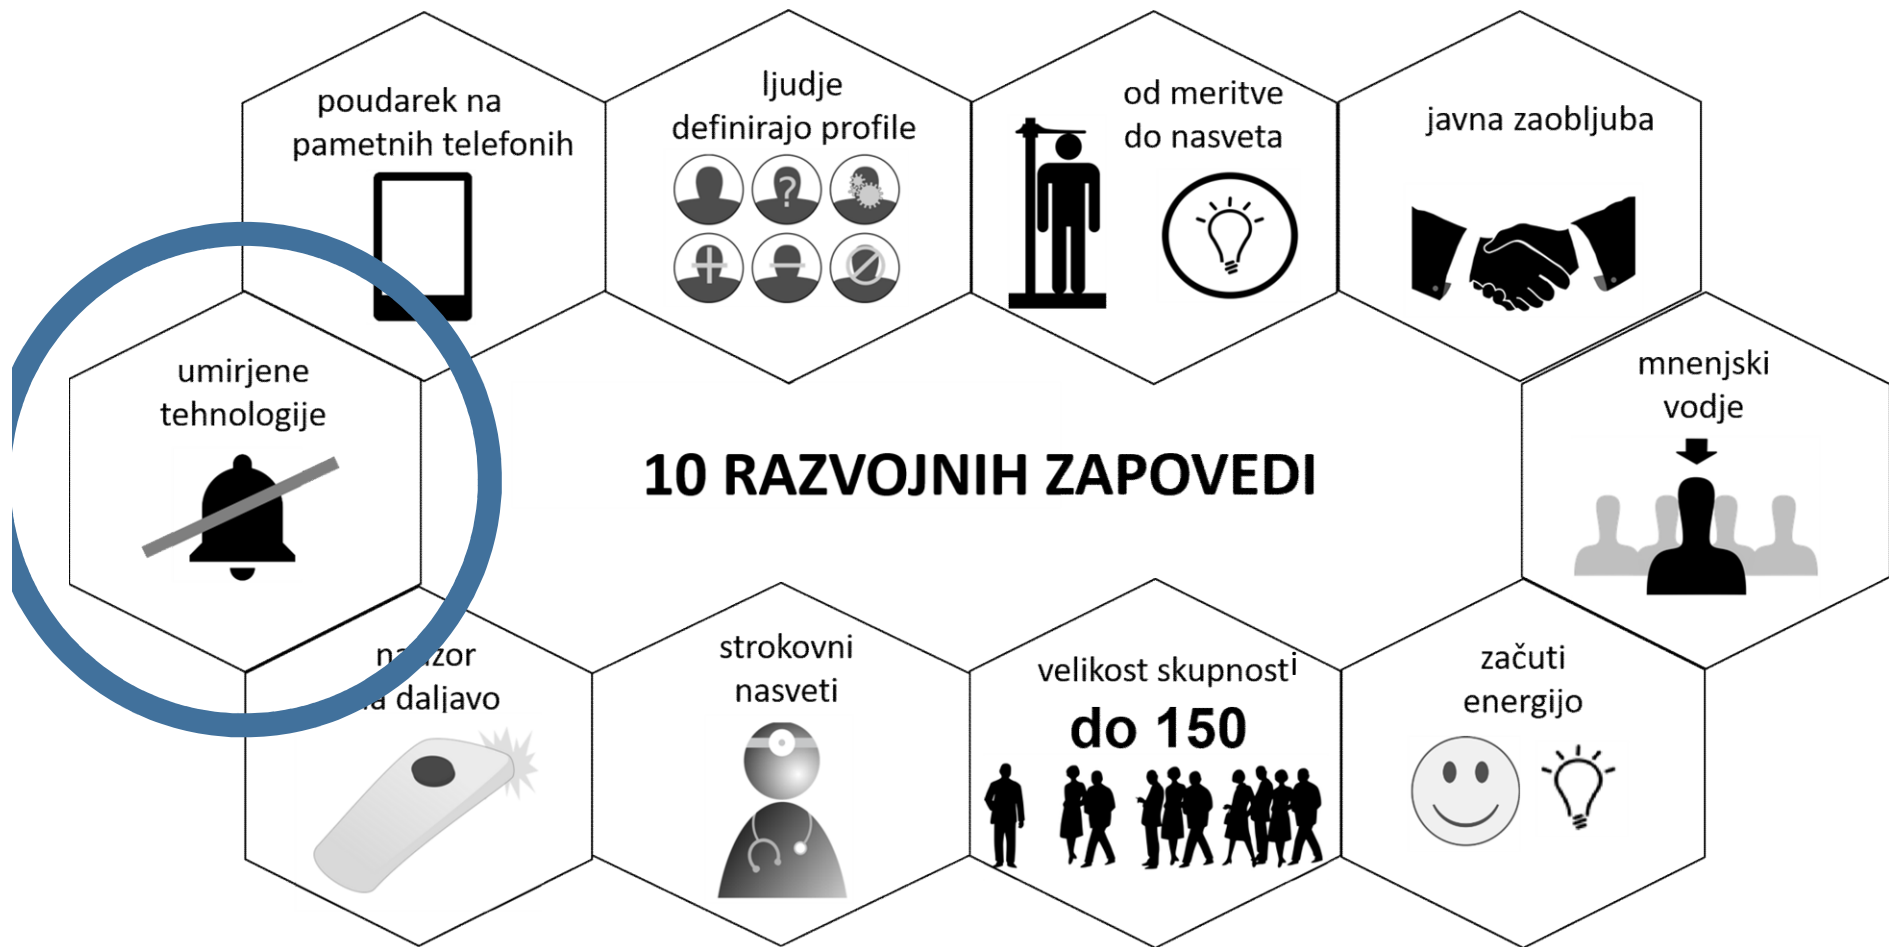 poudarek na
pametnih telefonih
ljudje
definirajo profile
od meritve
do nasveta
javna zaobljuba
umirjene
tehnologije
10 RAZVOJNIH ZAPOVEDI
mnenjski
vodje
daljavo
strokovni
nasveti
velikost skupnosti
do 150
začuti
energijo